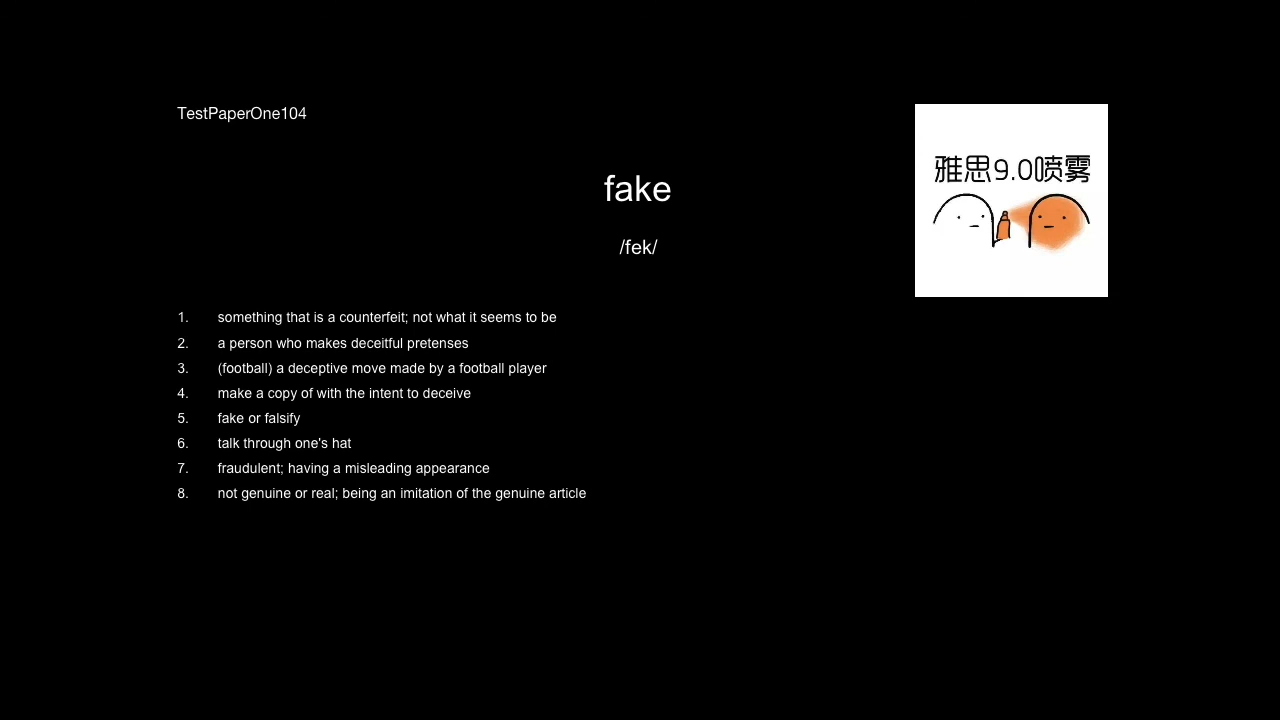 TestPaperOne104
雅思9.0喷雾
fake
/fek/
1. something that is a counterfeit; not what it seems to be
2. a person who makes deceitful pretenses
3. (football) a deceptive move made by a football player
4. make a copy of with the intent to deceive
5. fake or falsify
6. talk through one's hat
7. fraudulent; having a misleading appearance
8. not genuine or real; being an imitation of the genuine article